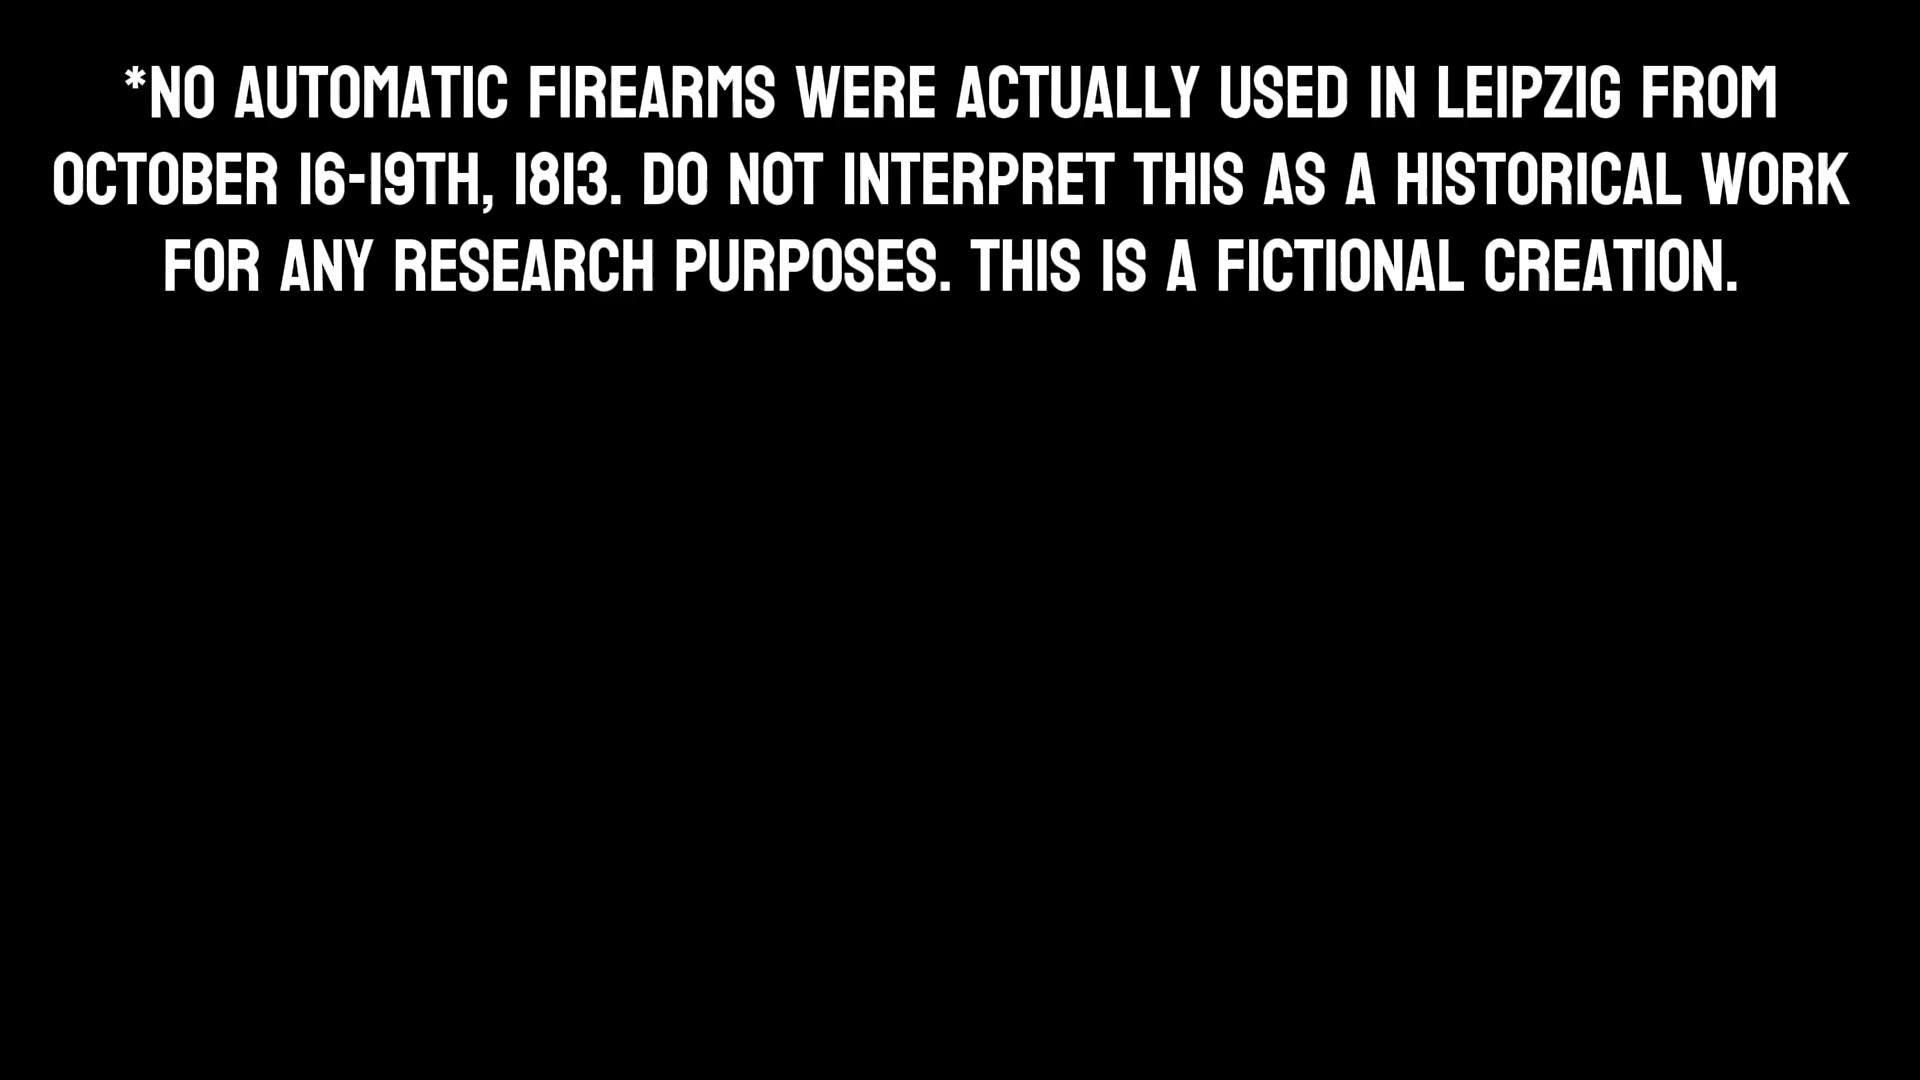 *NO AUTOMATIC FIREARMS WERE ACTUALLY USED IN LEIPZIG FROM
OCTOBER 16-19TH, 1813. DO NOT INTERPRET THIS AS A HISTORICAL WORK
FOR ANY RESEARCH PURPOSES. THIS IS A FICTIONAL CREATION.